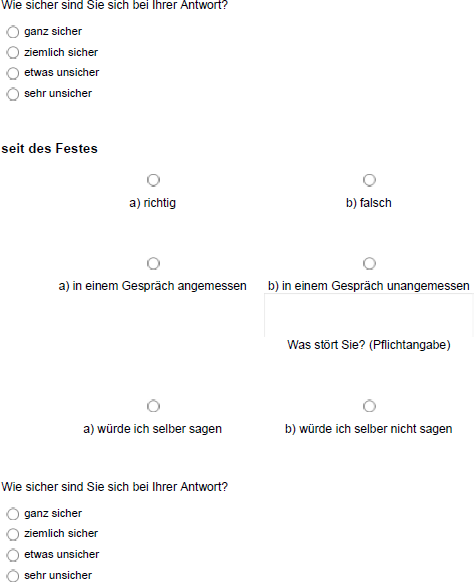 Wie sicher sind Sie sich bei Ihrer Antwort?
ganz sicher
ziemlich sicher
etwas unsicher
sehr unsicher
seit des Festes
a) richtig
b) falsch
a) in einem Gespräch angemessen
b) in einem Gespräch unangemessen
Was stört Sie? (Pflichtangabe)
a) würde ich selber sagen
b) würde ich selber nicht sagen
Wie sicher sind Sie sich bei Ihrer Antwort?
ganz sicher
ziemlich sicher
etwas unsicher
sehr unsicher